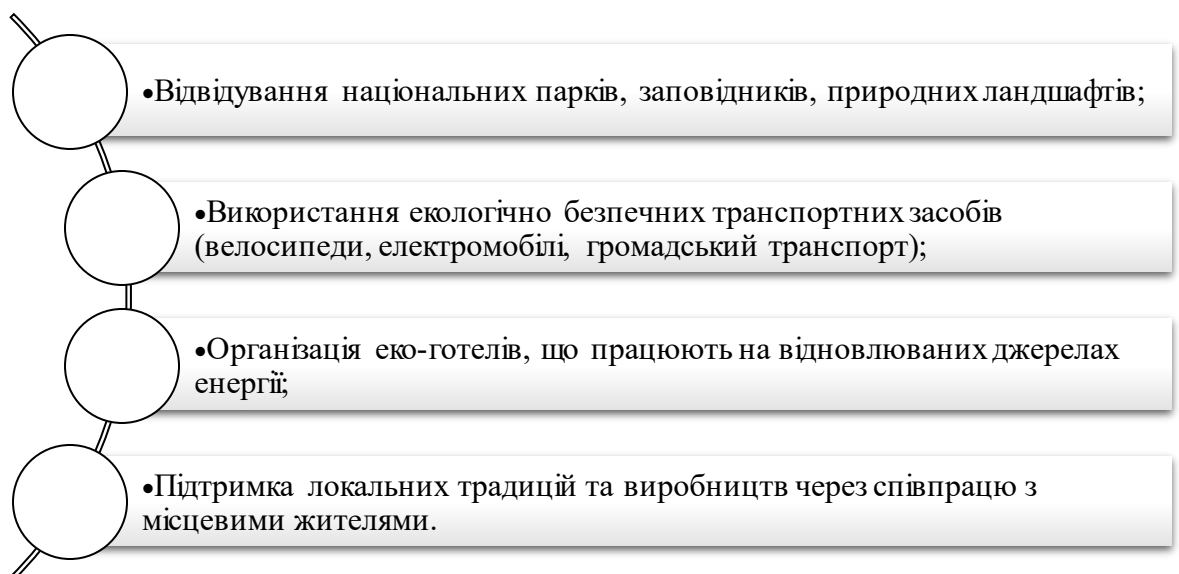 •Відвідування національних парків, заповідників, природних ландшафтів;
•Використання екологічно безпечних транспортних засобів
(велосипеди, електромобілі, громадський транспорт);
•Організація еко-готелів, що працюють на відновлюваних джерелах
енергії;
•Підтримка локальних традицій та виробництв через співпрацю з
місцевими жителями.